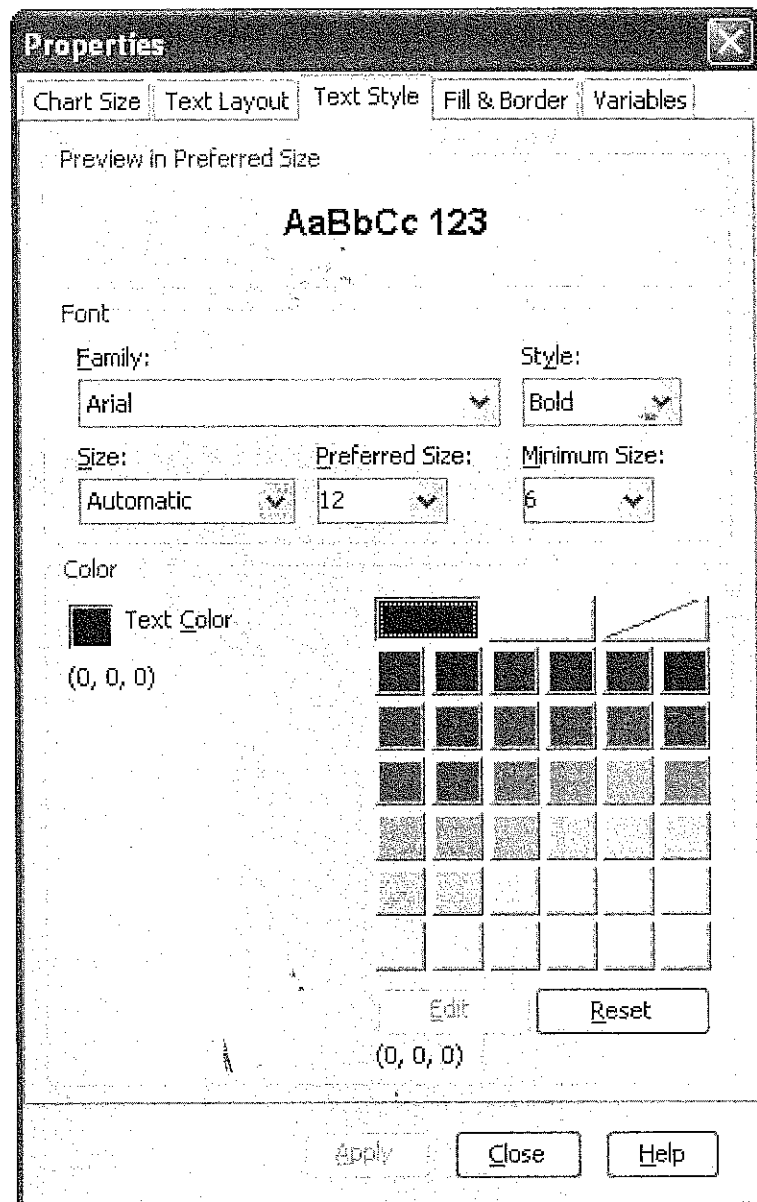 Properties
Chart Size Text Layout Text Style Fill & Border Variables
Preview in Preferred Size
AaBbCc 123
Font
Family: Style:
Arial Bold
Size: Preferred Size: Minimum Size:
Automatic 12 6
Color
Text Color
(0, 0, 0)
Edit Reset
(0, 0, 0)
Apply Close Help